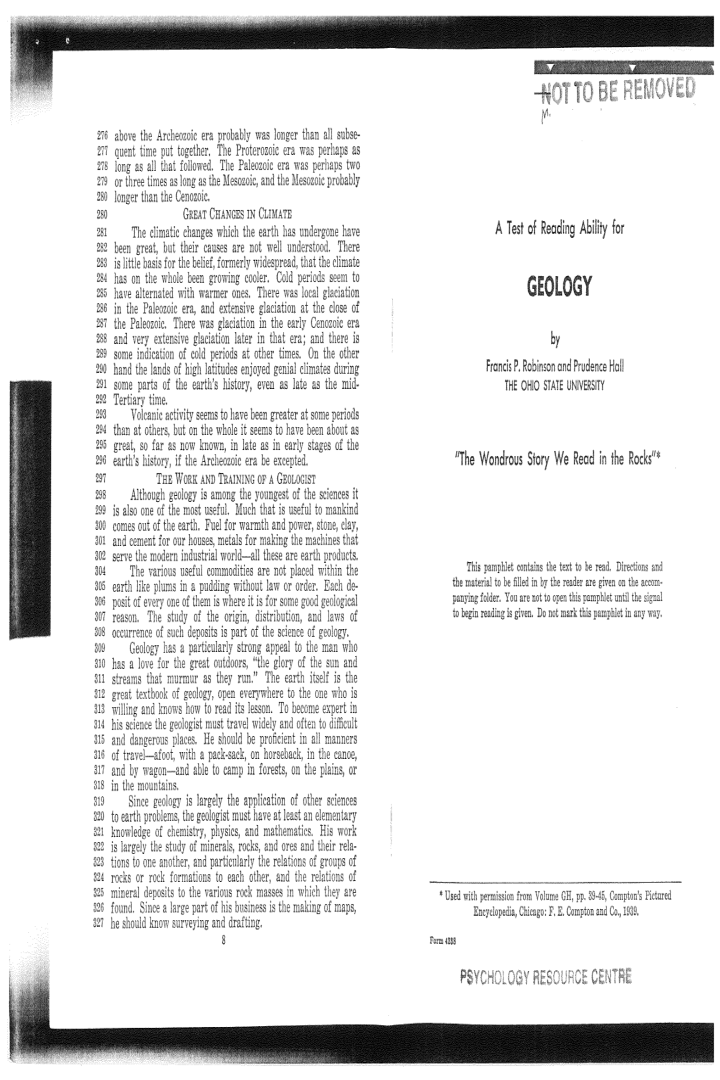 276 above the Archeozoic era probably was longer than all subse-
277 quent time put together. The Proterozoic era was perhaps as
278 long as all that followed. The Paleozoic era was perhaps two
279 or three times as long as the Mesozoic, and the Mesozoic probably
280 longer than the Cenozoic.
280 GREAT CHANGES IN CLIMATE
281 The climatic changes which the earth has undergone have
282 been great, but their causes are not well understood. There
283 is little basis for the belief, formerly widespread, that the climate
284 has on the whole been growing cooler. Cold periods seem to
285 have alternated with warmer ones. There was local glaciation
286 in the Paleozoic era, and extensive glaciation at the close of
287 the Paleozoic. There was glaciation in the early Cenozoic era
288 and very extensive glaciation later in that era; and there is
289 some indication of cold periods at other times. On the other
290 hand the lands of high latitudes enjoyed genial climates during
291 some parts of the earth's history, even as late as the mid-
292 Tertiary time.
293 Volcanic activity seems to have been greater at some periods
294 than at others, but on the whole it seems to have been about as
295 great, so far as now known, in late as in early stages of the
296 earth's history, if the Archeozoic era be excepted.
297 THE WORK AND TRAINING OF A GEOLOGIST
298 Although geology is among the youngest of the sciences it
299 is also one of the most useful. Much that is useful to mankind
300 comes out of the earth. Fuel for warmth and power, stone, clay,
301 and cement for our houses, metals for making the machines that
302 serve the modern industrial world—all these are earth products.
304 The various useful commodities are not placed within the
305 earth like plums in a pudding without law or order. Each de-
306 posit of every one of them is where it is for some good geological
307 reason. The study of the origin, distribution, and laws of
308 occurrence of such deposits is part of the science of geology.
309 Geology has a particularly strong appeal to the man who
310 has a love for the great outdoors, "the glory of the sun and
311 streams that murmur as they run." The earth itself is the
312 great textbook of geology, open everywhere to the one who is
313 willing and knows how to read its lesson. To become expert in
314 his science the geologist must travel widely and often to difficult
315 and dangerous places. He should be proficient in all manners
316 of travel—afoot, with a pack-sack, on horseback, in the canoe,
317 and by wagon—and able to camp in forests, on the plains, or
318 in the mountains.
319 Since geology is largely the application of other sciences
320 to earth problems, the geologist must have at least an elementary
321 knowledge of chemistry, physics, and mathematics. His work
322 is largely the study of minerals, rocks, and ores and their rela-
323 tions to one another, and particularly the relations of groups of
324 rocks or rock formations to each other, and the relations of
325 mineral deposits to the various rock masses in which they are
326 found. Since a large part of his business is the making of maps,
327 he should know surveying and drafting.
8
NOT TO BE REMOVED
A Test of Reading Ability for
GEOLOGY
by
Francis P. Robinson and Prudence Hall
THE OHIO STATE UNIVERSITY
"The Wondrous Story We Read in the Rocks"*
This pamphlet contains the text to be read. Directions and
the material to be filled in by the reader are given on the accom-
panying folder. You are not to open this pamphlet until the signal
to begin reading is given. Do not mark this pamphlet in any way.
* Used with permission from Volume GH, pp. 39-45, Compton's Pictured
Encyclopedia, Chicago: F. E. Compton and Co., 1939.
Form 4238
PSYCHOLOGY RESOURCE CENTRE